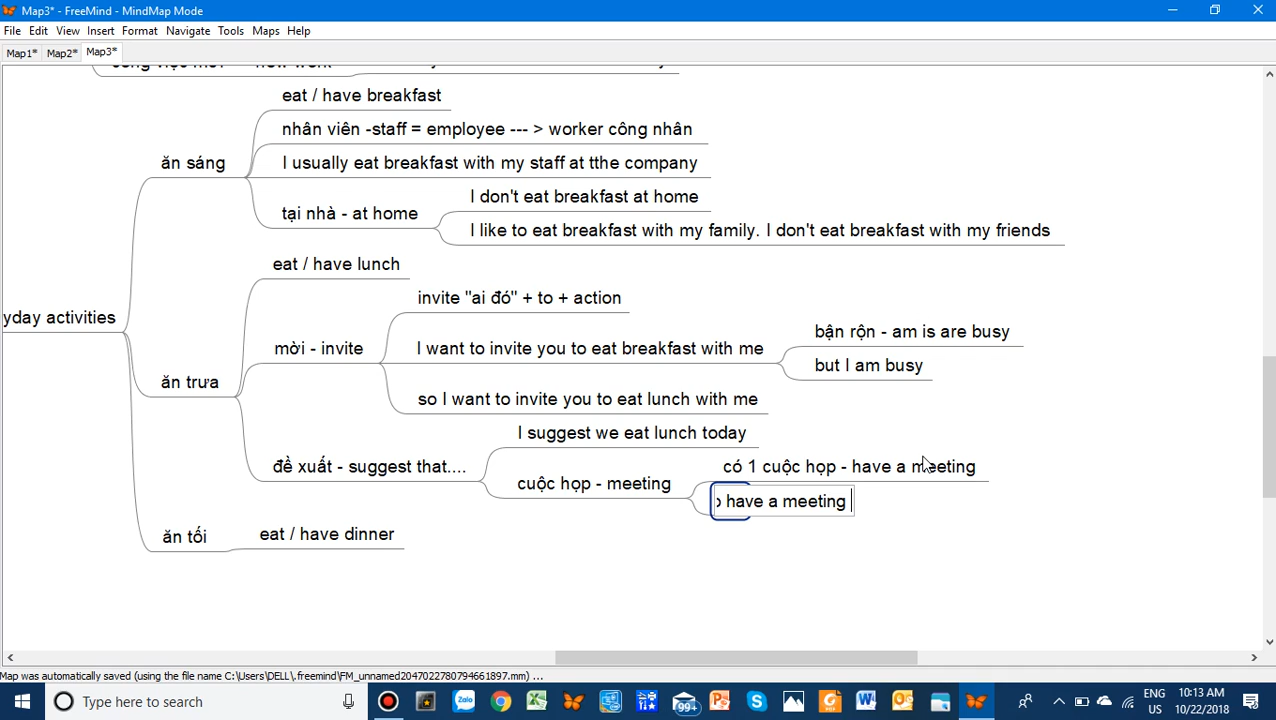 Map3* - FreeMind - MindMap Mode
File Edit View Insert Format Navigate Tools Maps Help
Map1* Map2* Map3*
eat / have breakfast
nhân viên -staff = employee --- > worker công nhân
ăn sáng
I usually eat breakfast with my staff at tthe company
I don't eat breakfast at home
tại nhà - at home
I like to eat breakfast with my family. I don't eat breakfast with my friends
eat / have lunch
invite "ai đó" + to + action
yday activities
bận rộn - am is are busy
mời - invite
I want to invite you to eat breakfast with me
but I am busy
ăn trưa
so I want to invite you to eat lunch with me
I suggest we eat lunch today
đề xuất - suggest that....
có 1 cuộc họp - have a meeting
cuộc họp - meeting
have a meeting
ăn tối
eat / have dinner
Map was automatically saved (using the file name C:\Users\DELL\.freemind\FM_unnamed2047022780794661897.mm) ...
Type here to search
Zalo
99+
ENG
US
10:13 AM
10/22/2018